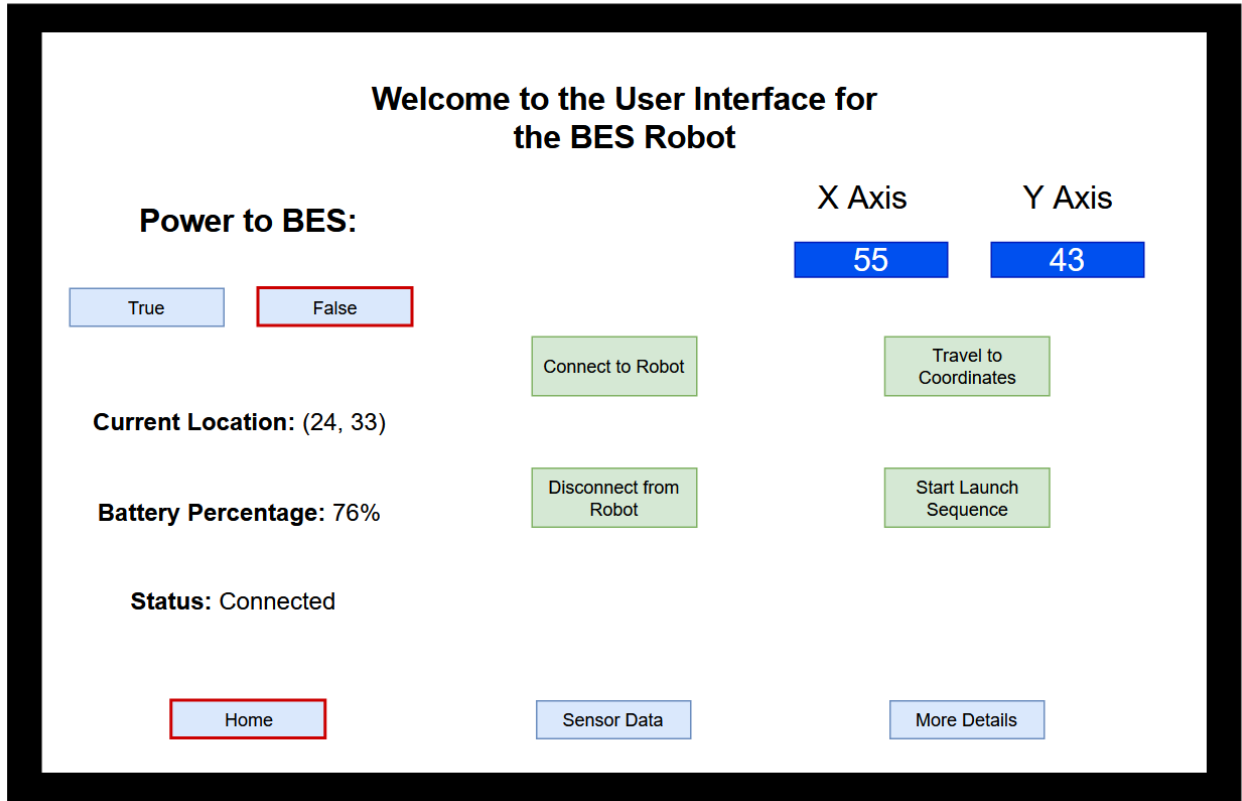 Welcome to the User Interface for
the BES Robot
X Axis
Y Axis
Power to BES:
55
43
True
False
Connect to Robot
Travel to
Coordinates
Current Location: (24, 33)
Disconnect from
Robot
Start Launch
Sequence
Battery Percentage: 76%
Status: Connected
Home
Sensor Data
More Details